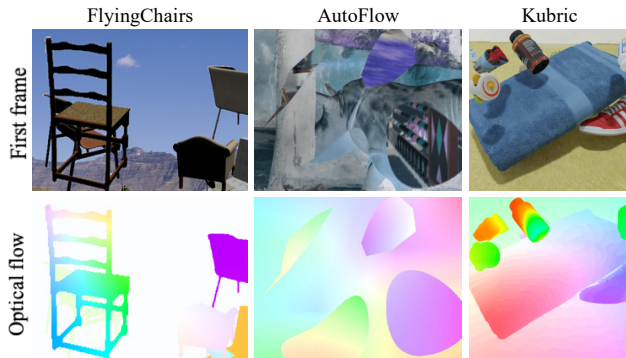 FlyingChairs
AutoFlow
Kubric
First frame
Optical flow